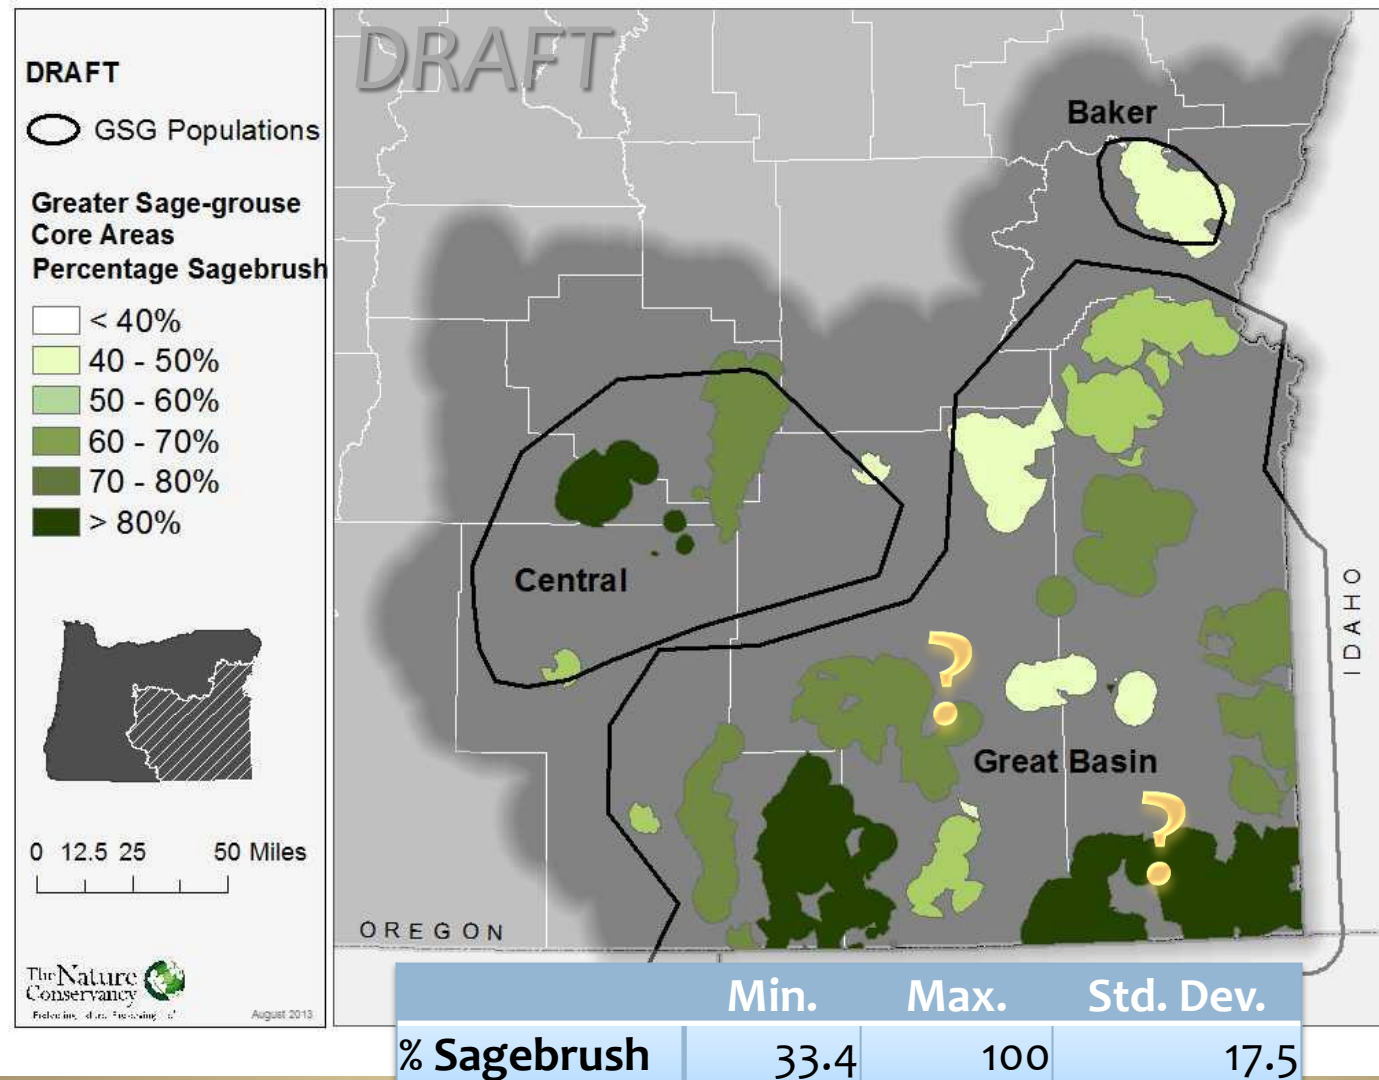 DRAFT
GSG Populations
Greater Sage-grouse
Core Areas
Percentage Sagebrush
< 40%
40 - 50%
50 - 60%
60 - 70%
70 - 80%
> 80%
0 12.5 25 50 Miles
The Nature
Conservancy
August 2013
DRAFT
Baker
Central
?
IDAHO
Great Basin
?
OREGON
Min. Max. Std. Dev.
% Sagebrush 33.4 100 17.5